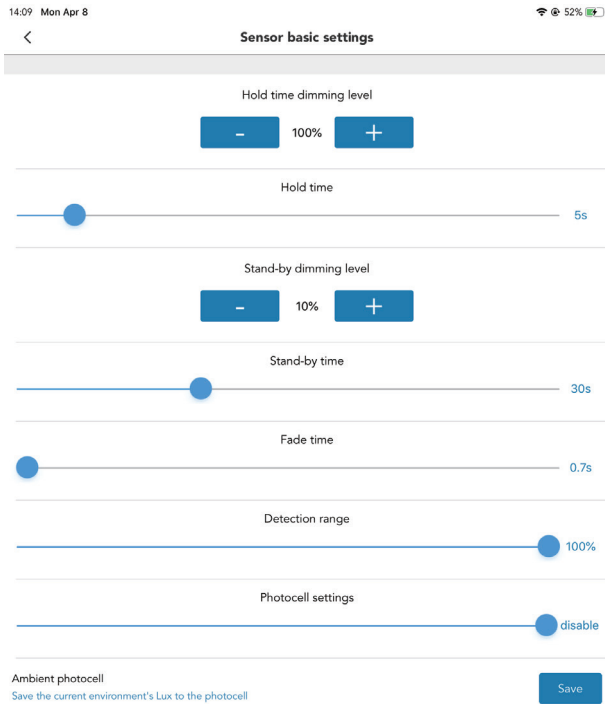 14:09 Mon Apr 8 52%
Sensor basic settings
Hold time dimming level
- 100% +
Hold time
5s
Stand-by dimming level
- 10% +
Stand-by time
30s
Fade time
0.7s
Detection range
100%
Photocell settings
disable
Ambient photocell
Save the current environment's Lux to the photocell
Save